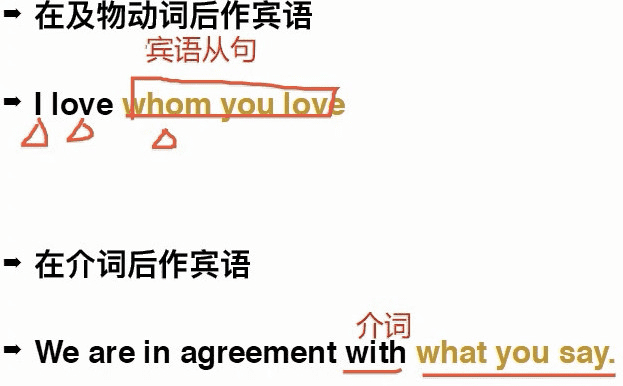 ➡ 在及物动词后作宾语
宾语从句
➡ I love whom you love
➡ 在介词后作宾语
介词
➡ We are in agreement with what you say.